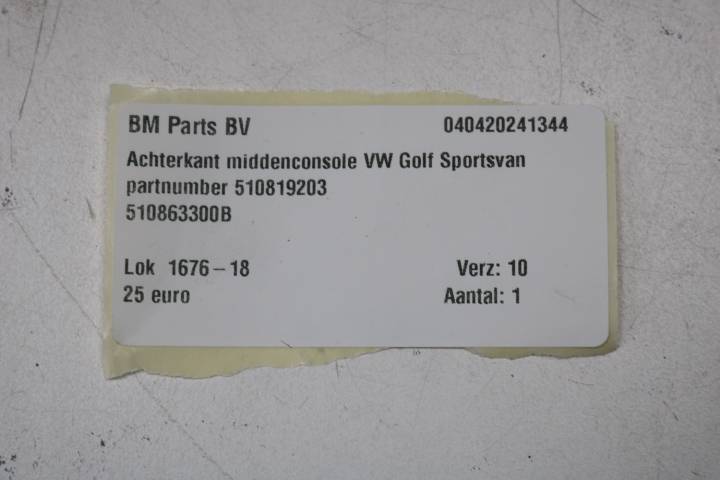 BM Parts BV 040420241344
Achterkant middenconsole VW Golf Sportsvan
partnumber 510819203
510863300B
Lok 1676-18 Verz: 10
25 euro Aantal: 1